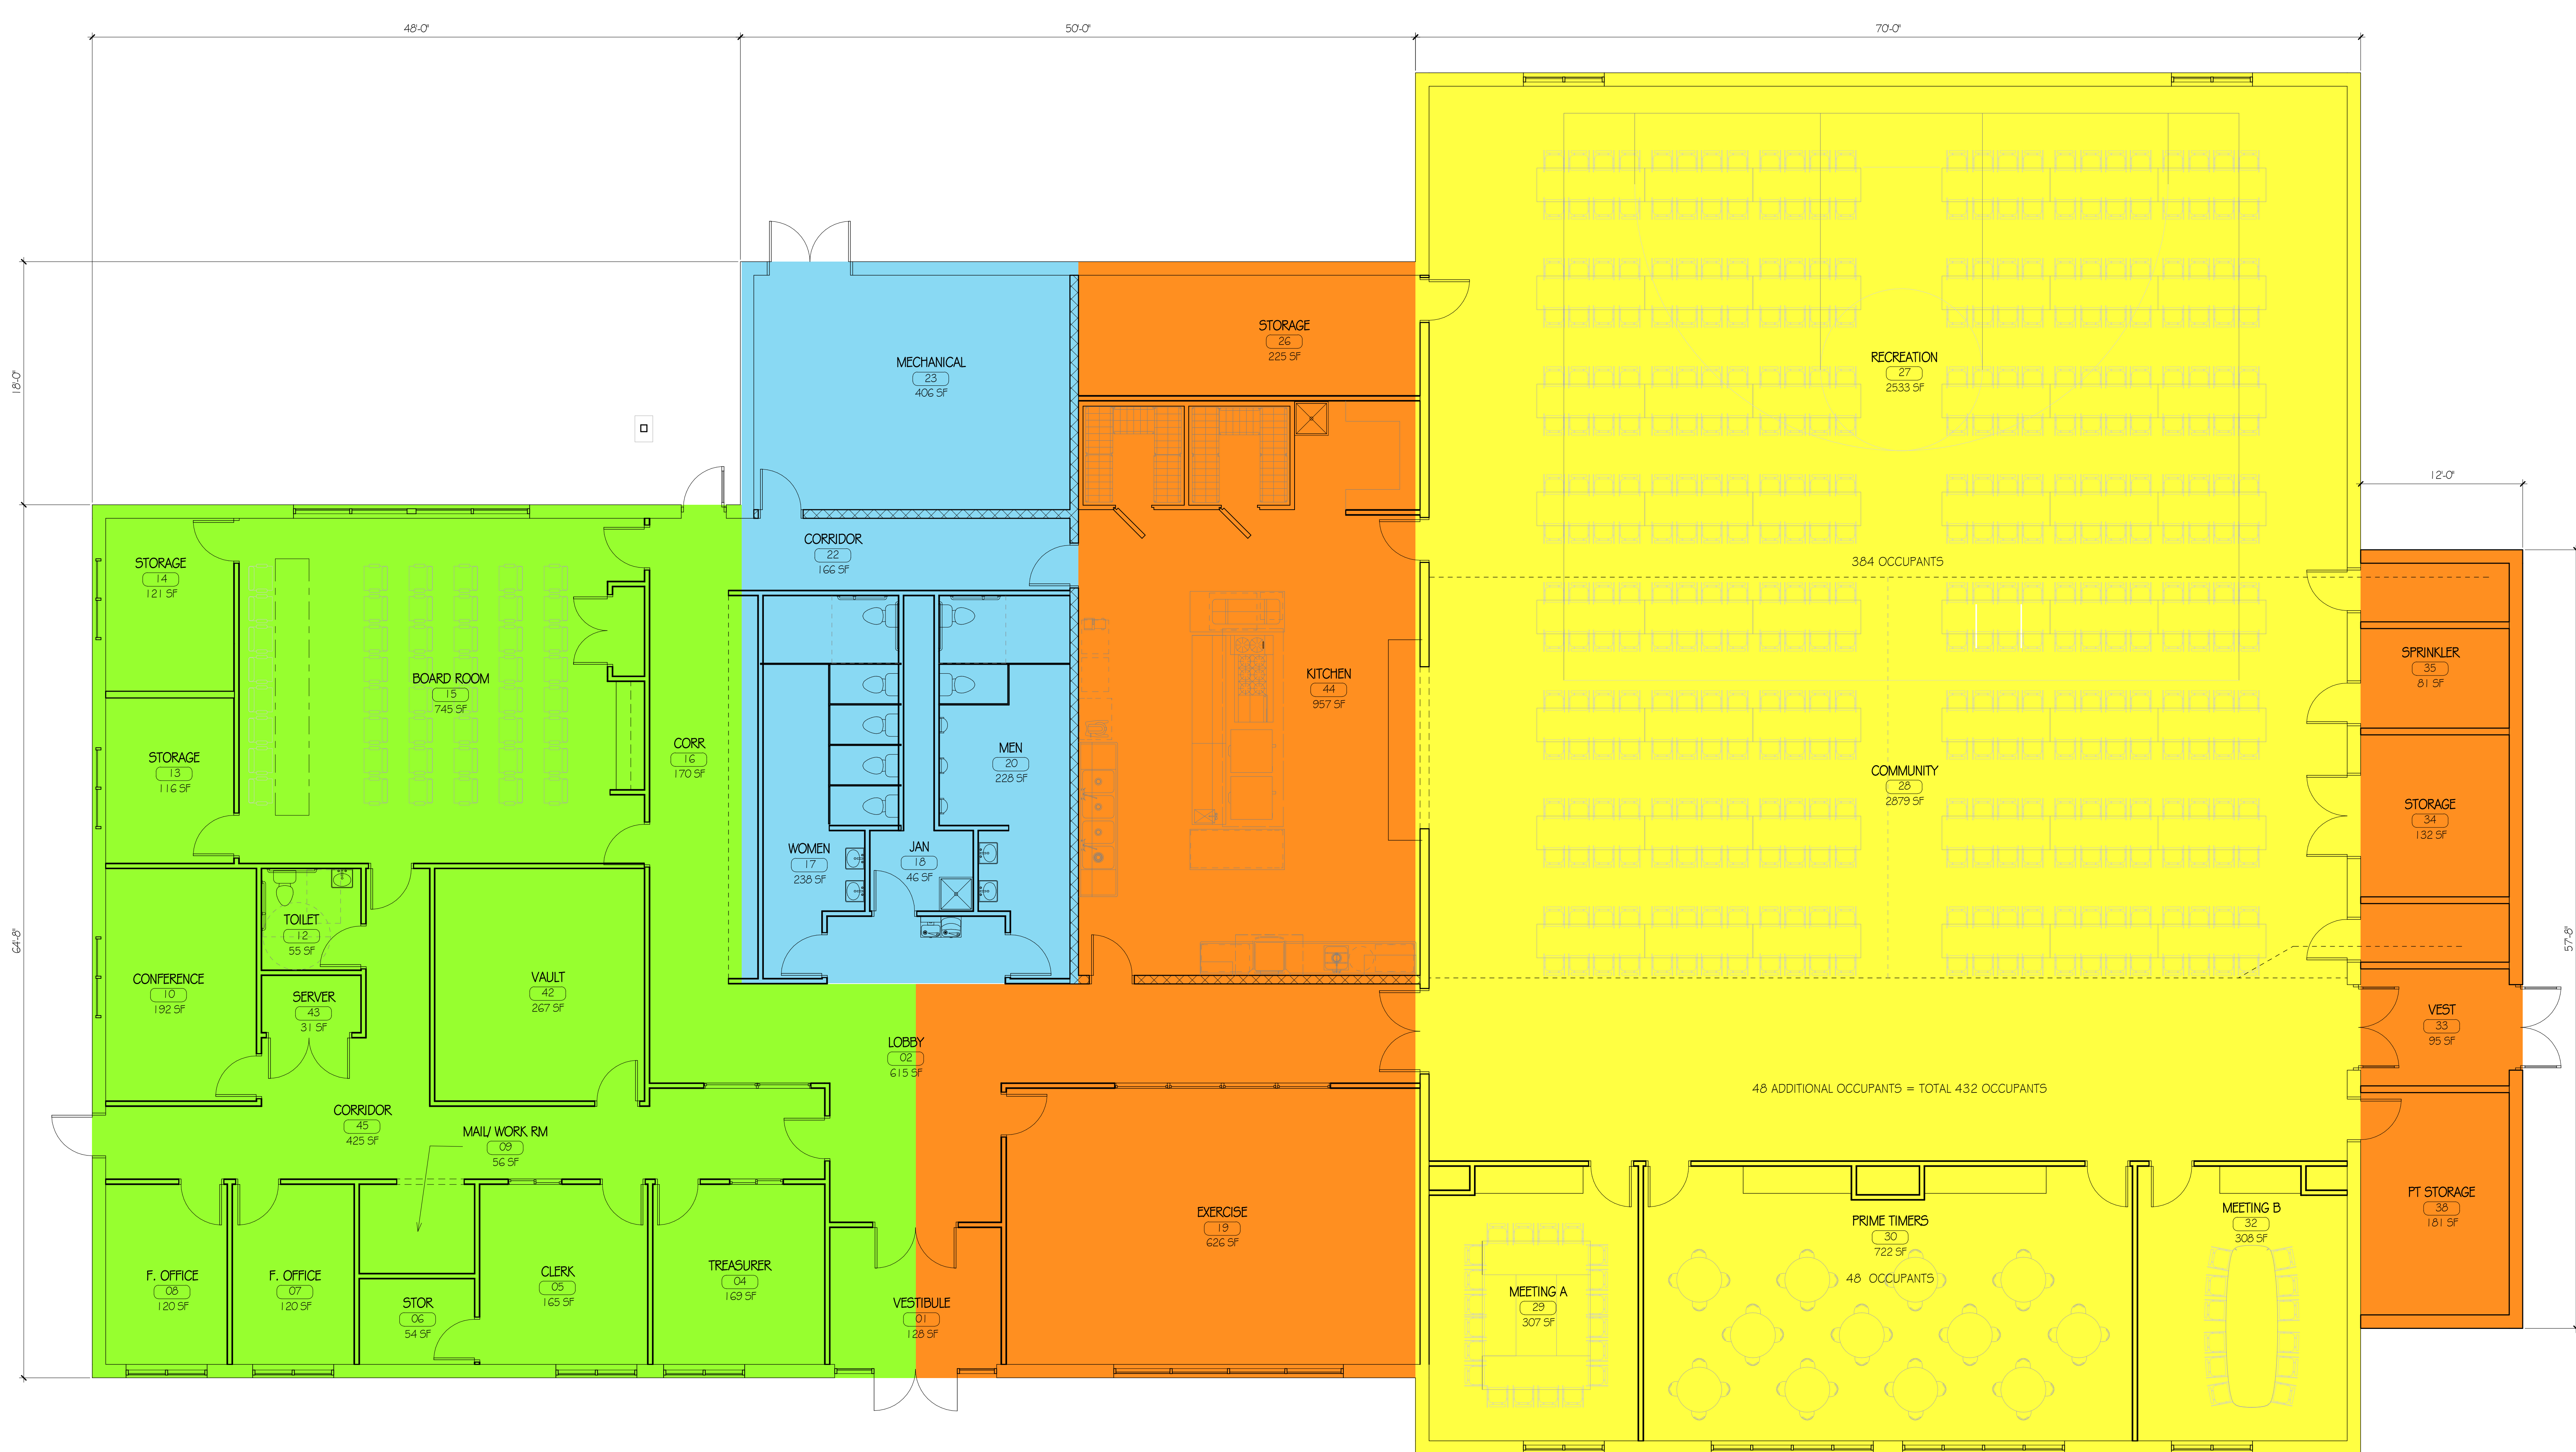 48'-0"
50'-0"
70'-0"
18'-0"
64'-8"
12'-0"
57'-8"
STORAGE
26
225 SF
MECHANICAL
23
406 SF
RECREATION
27
2533 SF
CORRIDOR
22
166 SF
384 OCCUPANTS
STORAGE
14
121 SF
BOARD ROOM
15
745 SF
STORAGE
13
116 SF
CORR
16
170 SF
MEN
20
228 SF
WOMEN
17
238 SF
JAN
18
46 SF
KITCHEN
44
957 SF
COMMUNITY
28
2879 SF
SPRINKLER
35
81 SF
STORAGE
34
132 SF
TOILET
12
55 SF
CONFERENCE
10
192 SF
SERVER
43
31 SF
VAULT
42
267 SF
LOBBY
02
615 SF
VEST
33
95 SF
48 ADDITIONAL OCCUPANTS = TOTAL 432 OCCUPANTS
CORRIDOR
45
425 SF
MAIL/ WORK RM
09
56 SF
F. OFFICE
08
120 SF
F. OFFICE
07
120 SF
STOR
06
54 SF
CLERK
05
165 SF
TREASURER
04
169 SF
VESTIBULE
01
128 SF
EXERCISE
19
626 SF
MEETING A
29
307 SF
PRIME TIMERS
30
722 SF
48 OCCUPANTS
MEETING B
32
308 SF
PT STORAGE
38
181 SF